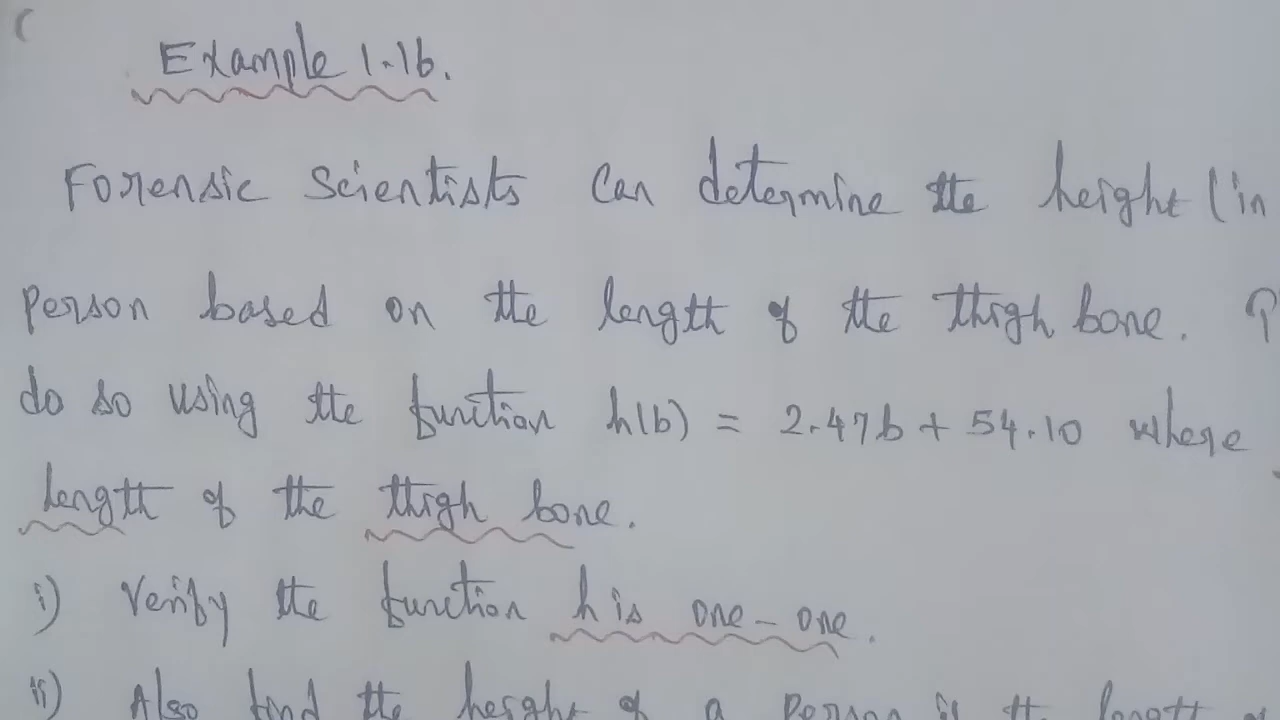 Example 1.16.
Forensic Scientists Can determine the height (in
person based on the length of the thigh bone.
do so using the function h(b) = 2.47b + 54.10 where
length of the thigh bone.
i) Verify the function h is one - one.
ii) Also find the height of a person if the length of